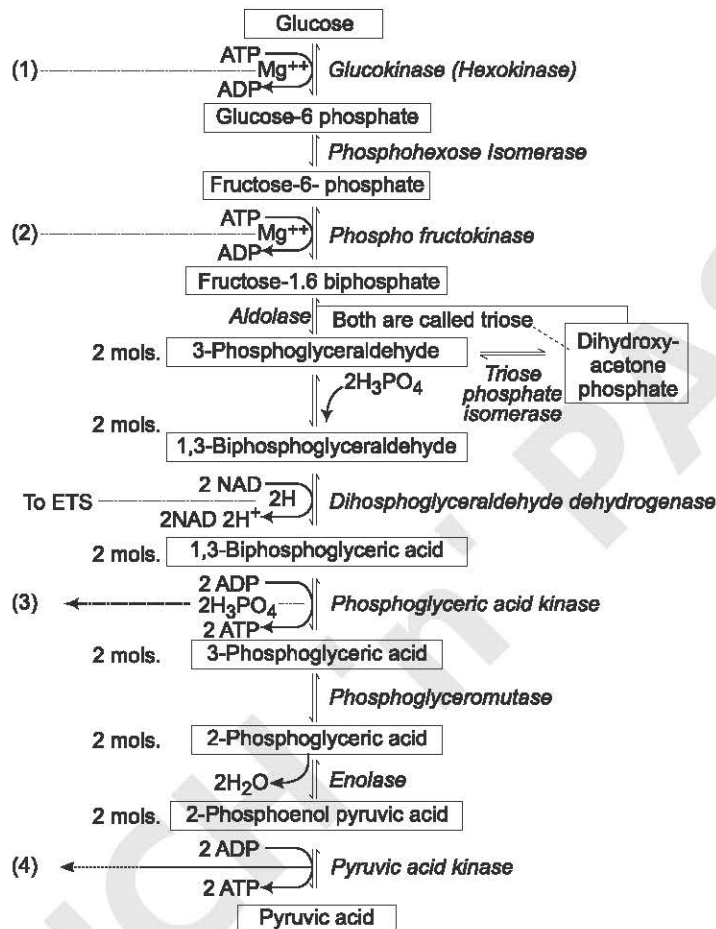 Glucose
ATP
(1) Mg++ Glucokinase (Hexokinase)
ADP
Glucose-6 phosphate
Phosphohexose Isomerase
Fructose-6- phosphate
ATP
(2) Mg++ Phospho fructokinase
ADP
Fructose-1.6 biphosphate
Aldolase Both are called triose
2 mols. 3-Phosphoglyceraldehyde
Dihydroxy-
acetone
phosphate
Triose
phosphate
isomerase
2H3PO4
2 mols.
1,3-Biphosphoglyceraldehyde
2 NAD
To ETS 2H Dihosphoglyceraldehyde dehydrogenase
2NAD 2H+
2 mols. 1,3-Biphosphoglyceric acid
2 ADP
(3) 2H3PO4 Phosphoglyceric acid kinase
2 ATP
2 mols. 3-Phosphoglyceric acid
Phosphoglyceromutase
2 mols. 2-Phosphoglyceric acid
2H2O Enolase
2 mols. 2-Phosphoenol pyruvic acid
2 ADP
(4) Pyruvic acid kinase
2 ATP
Pyruvic acid